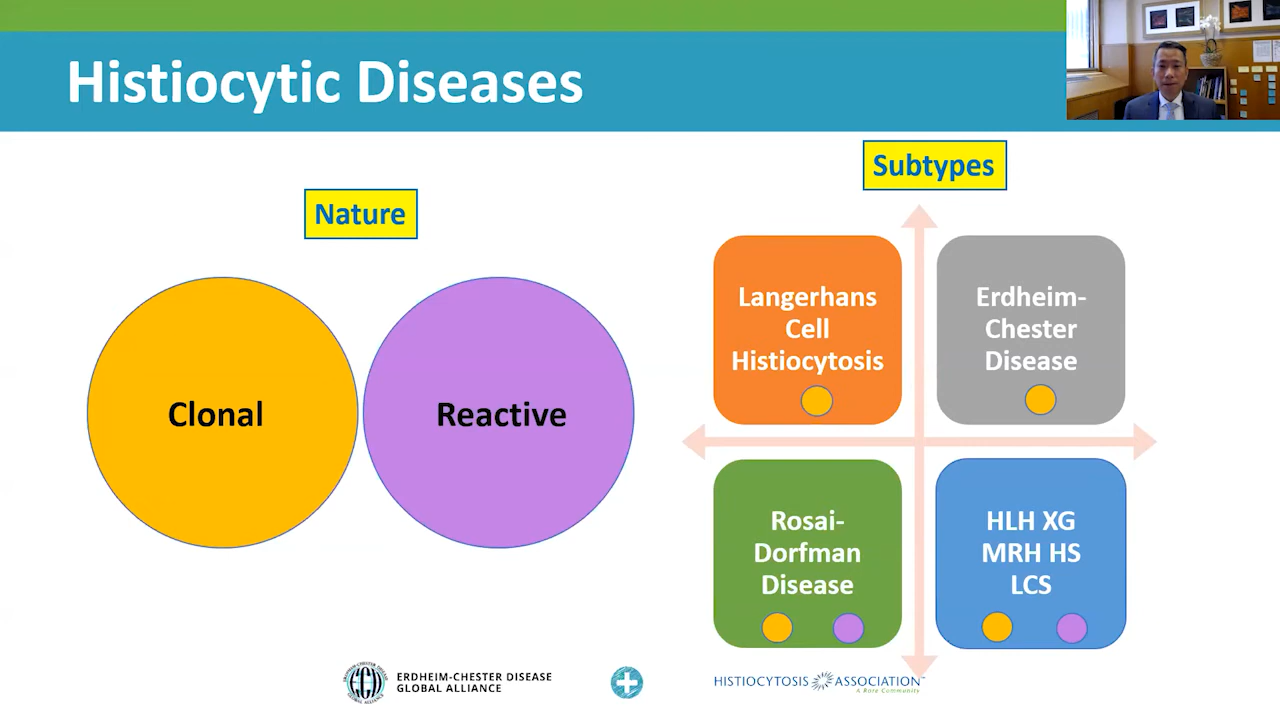 Histiocytic Diseases
Nature
Clonal
Reactive
Subtypes
Langerhans
Cell
Histiocytosis
Erdheim-
Chester
Disease
Rosai-
Dorfman
Disease
HLH XG
MRH HS
LCS
ERDHEIM-CHESTER DISEASE
GLOBAL ALLIANCE
HISTIOCYTOSIS ASSOCIATION
A Rare Community